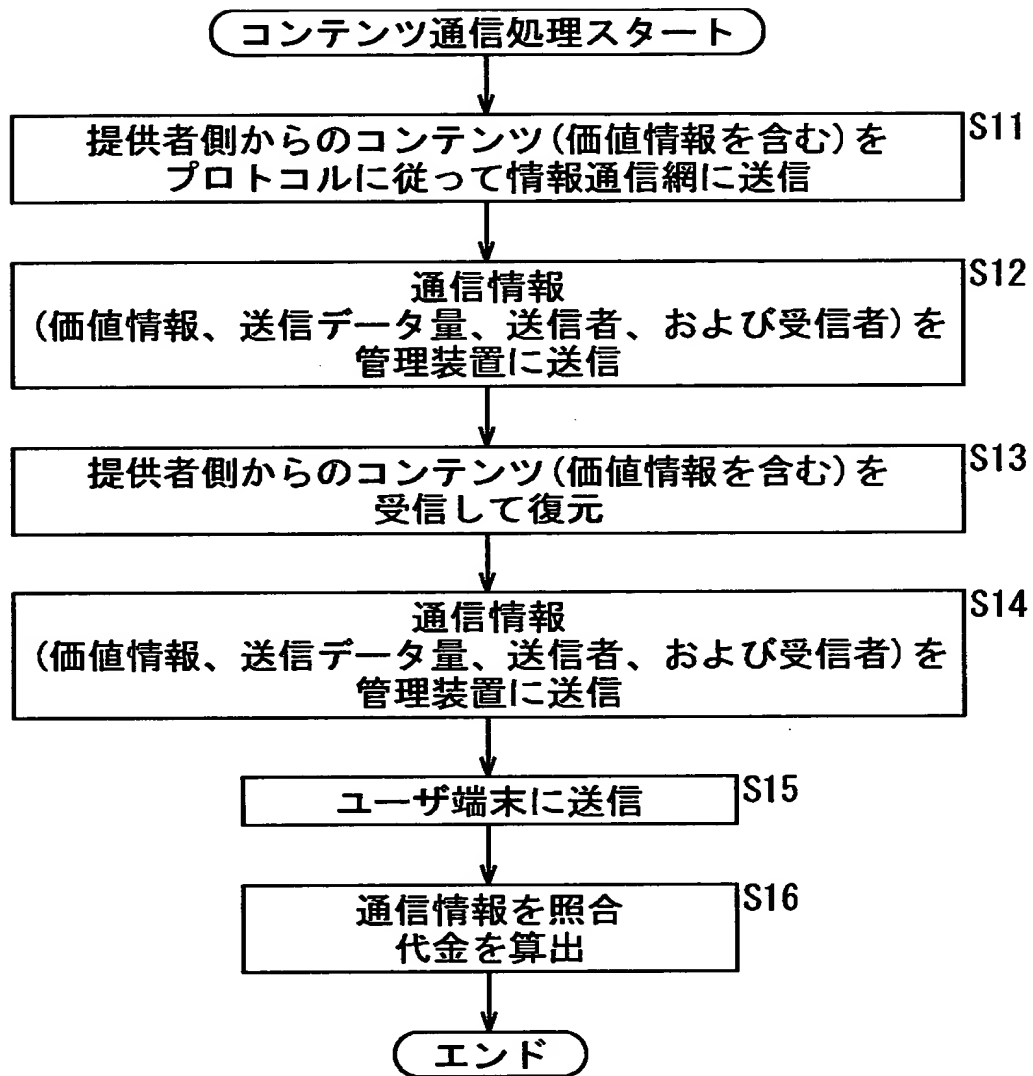 コンテンツ通信処理スタート
提供者側からのコンテンツ(価値情報を含む)を
プロトコルに従って情報通信網に送信
S11
通信情報
(価値情報、送信データ量、送信者、および受信者)を
管理装置に送信
S12
提供者側からのコンテンツ(価値情報を含む)を
受信して復元
S13
通信情報
(価値情報、送信データ量、送信者、および受信者)を
管理装置に送信
S14
ユーザ端末に送信
S15
通信情報を照合
代金を算出
S16
エンド